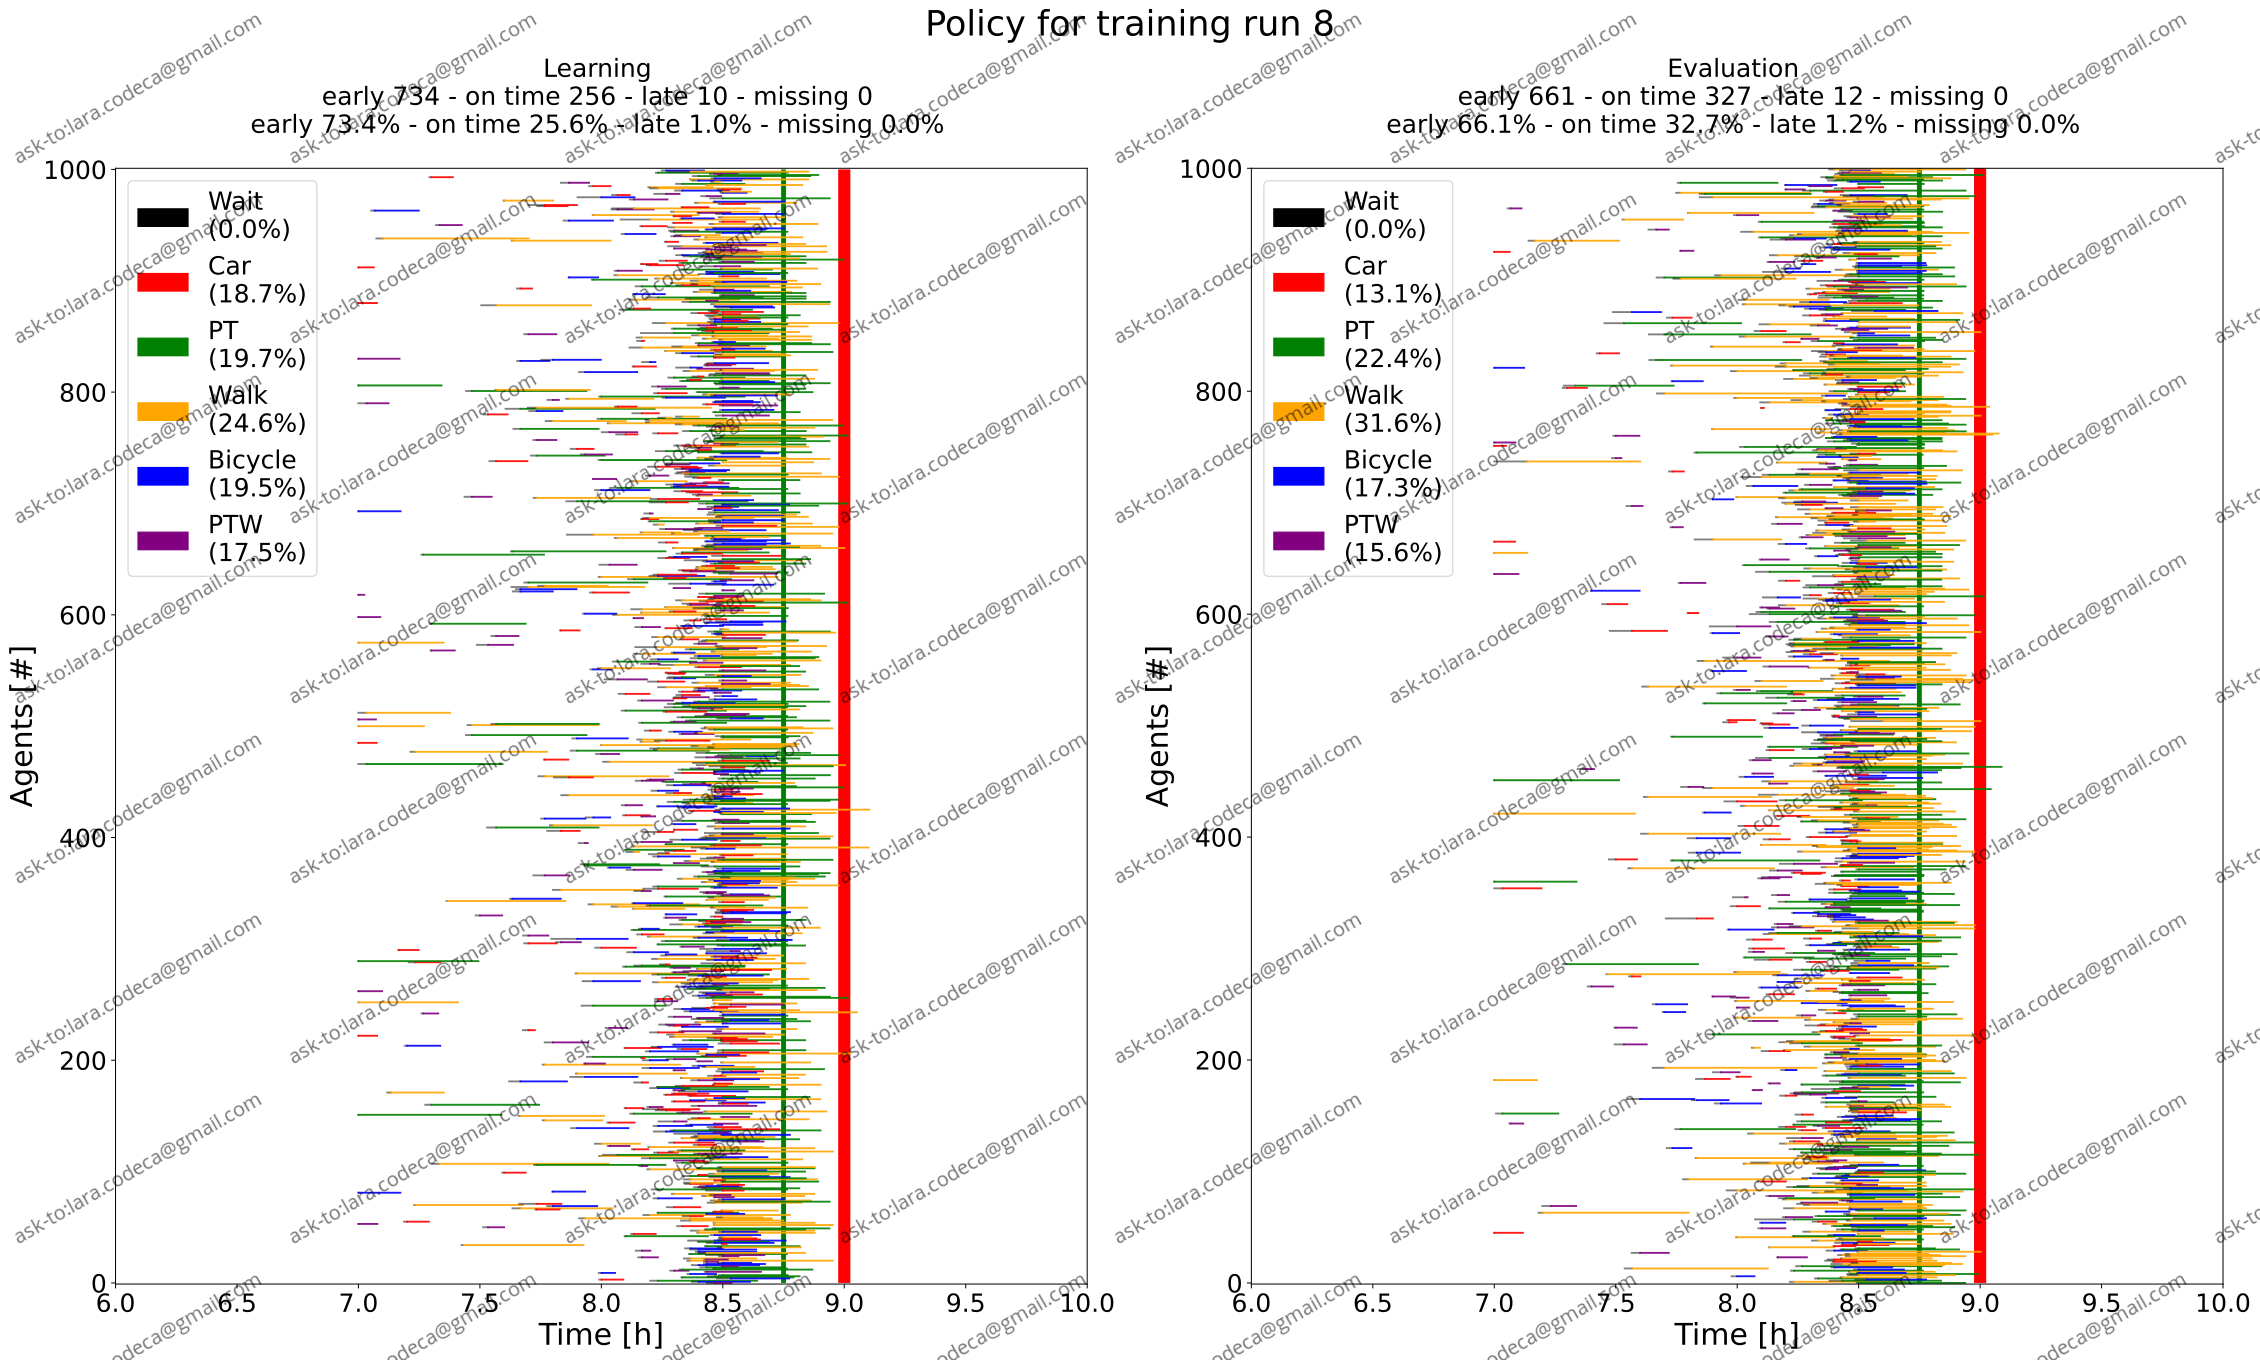 Policy for training run 8
Learning
early 734 - on time 256 - late 10 - missing 0
early 73.4% - on time 25.6% - late 1.0% - missing 0.0%
1000
800
600
400
200
0
Agents [#]
Wait
(0.0%)
Car
(18.7%)
PT
(19.7%)
Walk
(24.6%)
Bicycle
(19.5%)
PTW
(17.5%)
6.0 6.5 7.0 7.5 8.0 8.5 9.0 9.5 10.0
Time [h]
Evaluation
early 661 - on time 327 - late 12 - missing 0
early 66.1% - on time 32.7% - late 1.2% - missing 0.0%
1000
800
600
400
200
0
Agents [#]
Wait
(0.0%)
Car
(13.1%)
PT
(22.4%)
Walk
(31.6%)
Bicycle
(17.3%)
PTW
(15.6%)
6.0 6.5 7.0 7.5 8.0 8.5 9.0 9.5 10.0
Time [h]
ask-to:lara.codeca@gmail.com